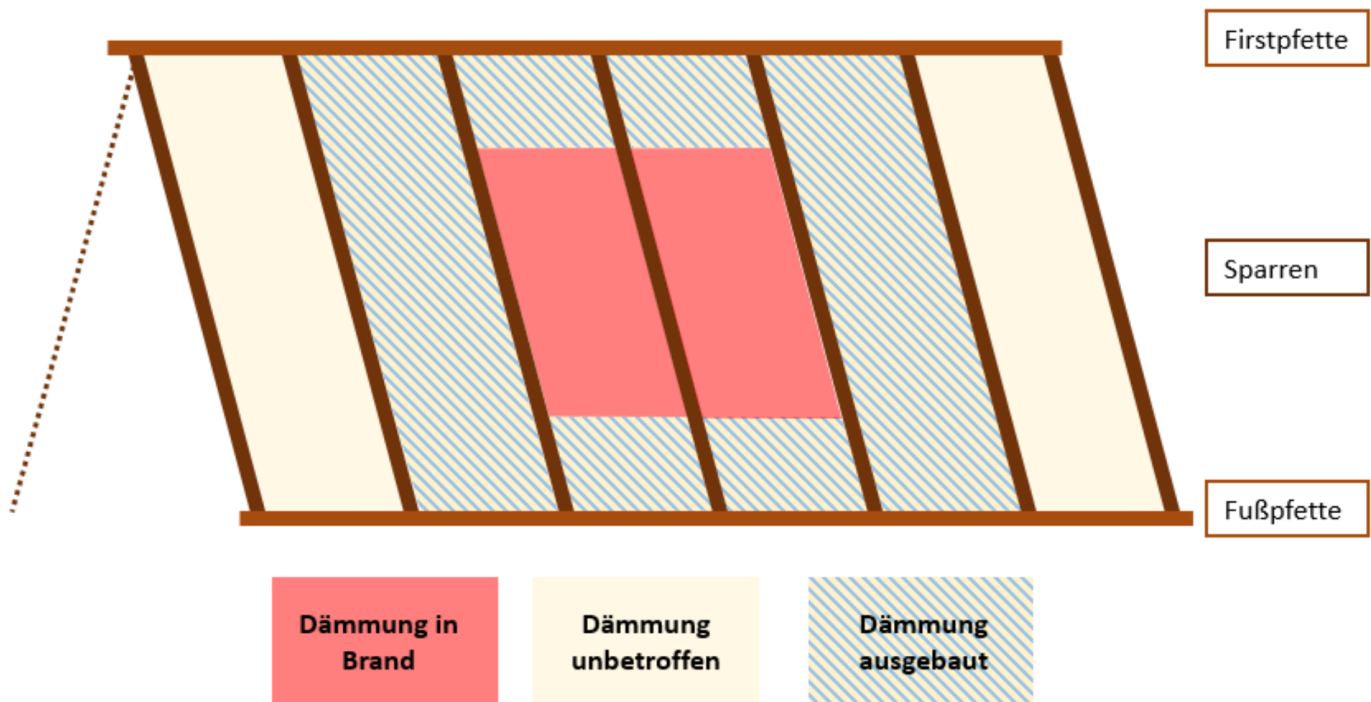 Firstpfette
Sparren
Fußpfette
Dämmung in
Brand
Dämmung
unbetroffen
Dämmung
ausgebaut